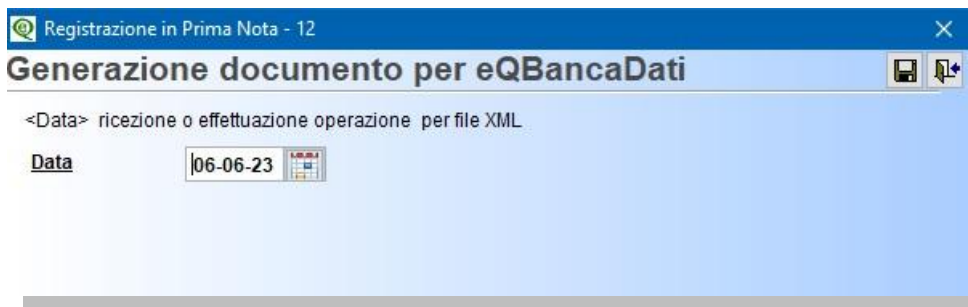 Registrazione in Prima Nota - 12
Generazione documento per eQBancaDati
<Data> ricezione o effettuazione operazione per file XML
Data 06-06-23